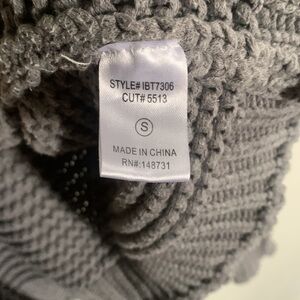 STYLE# IBT7306
CUT# 5513
S
MADE IN CHINA
RN#: 148731